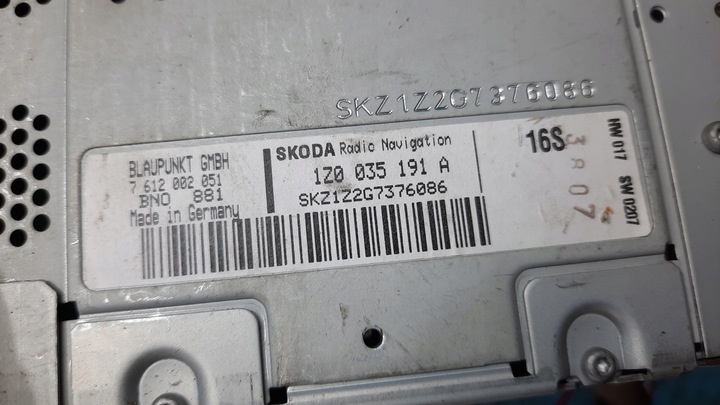 SKZ1Z2G7376086
BLAUPUNKT GMBH
7 612 002 051
BNO 881
Made in Germany
SKODA Radio Navigation
1Z0 035 191 A
SKZ1Z2G7376086
16S
3807
HW 017 SW 0207